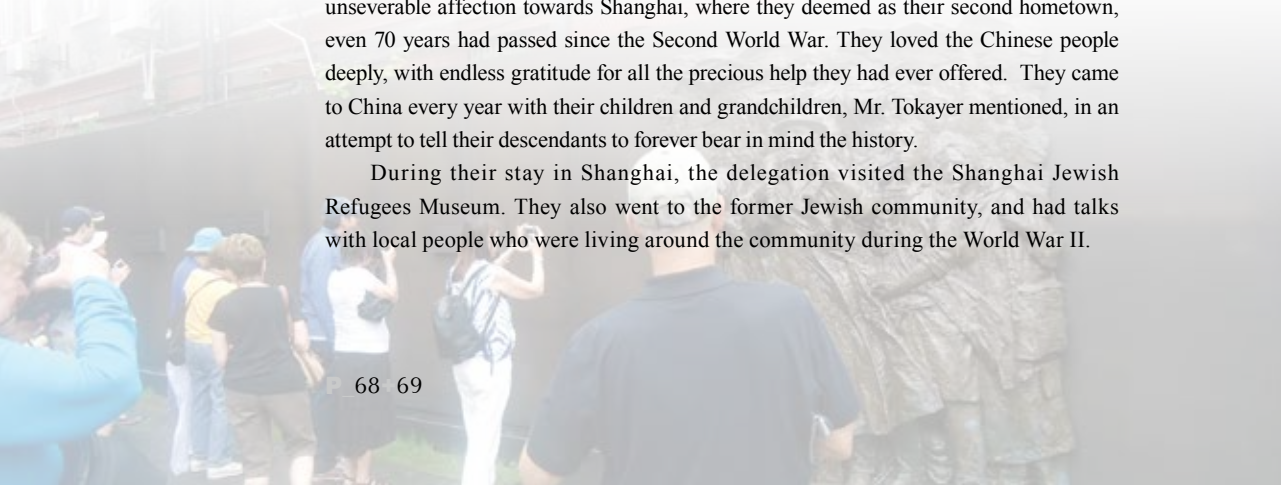 unseverable affection towards Shanghai, where they deemed as their second hometown,
even 70 years had passed since the Second World War. They loved the Chinese people
deeply, with endless gratitude for all the precious help they had ever offered.  They came
to China every year with their children and grandchildren, Mr. Tokayer mentioned, in an
attempt to tell their descendants to forever bear in mind the history.
During their stay in Shanghai, the delegation visited the Shanghai Jewish
Refugees Museum. They also went to the former Jewish community, and had talks
with local people who were living around the community during the World War II.
P 68 69